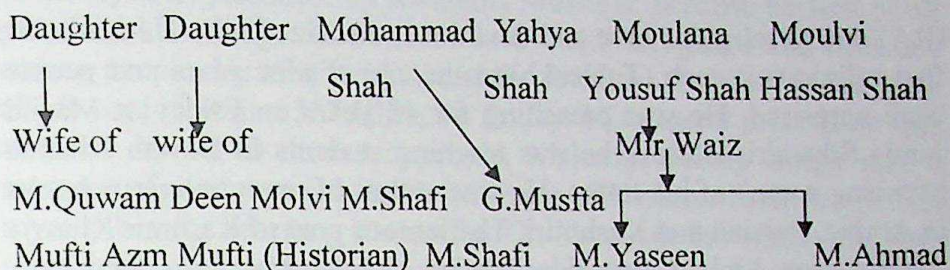 Daughter Daughter Mohammad Yahya Moulana Moulvi
Shah Shah Yousuf Shah Hassan Shah
Wife of wife of Mir Waiz
M.Quwam Deen Molvi M.Shafi G.Musfta
Mufti Azm Mufti (Historian) M.Shafi M.Yaseen M.Ahmad